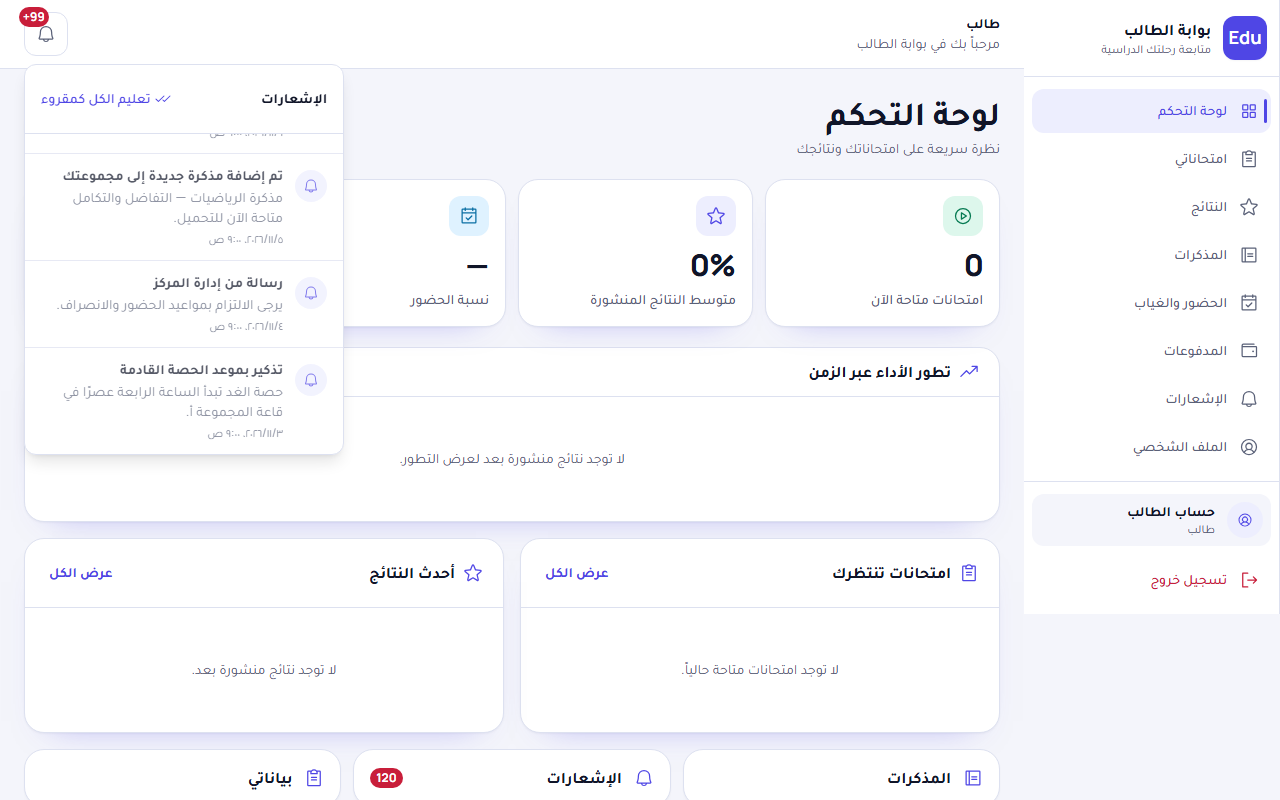 Edu
بوابة الطالب
متابعة رحلتك الدراسية
لوحة التحكم
امتحاناتي
النتائج
المذكرات
الحضور والغياب
المدفوعات
الإشعارات
الملف الشخصي
حساب الطالب
طالب
تسجيل خروج
طالب
مرحباً بك في بوابة الطالب
99+
الإشعارات
تعليم الكل كمقروء
تم إضافة مذكرة جديدة إلى مجموعتك
مذكرة الرياضيات — التفاضل والتكامل
متاحة الآن للتحميل.
٥‏/١١‏/٢٠٢٦، ٩:٠٠ ص
رسالة من إدارة المركز
يرجى الالتزام بمواعيد الحضور والانصراف.
٤‏/١١‏/٢٠٢٦، ٩:٠٠ ص
تذكير بموعد الحصة القادمة
حصة الغد تبدأ الساعة الرابعة عصرًا في
قاعة المجموعة أ.
٣‏/١١‏/٢٠٢٦، ٩:٠٠ ص
لوحة التحكم
نظرة سريعة على امتحاناتك ونتائجك
0
امتحانات متاحة الآن
0%
متوسط النتائج المنشورة
—
نسبة الحضور
تطور الأداء عبر الزمن
لا توجد نتائج منشورة بعد لعرض التطور.
امتحانات تنتظرك
عرض الكل
لا توجد امتحانات متاحة حالياً.
أحدث النتائج
عرض الكل
لا توجد نتائج منشورة بعد.
المذكرات
الإشعارات
120
بياناتي